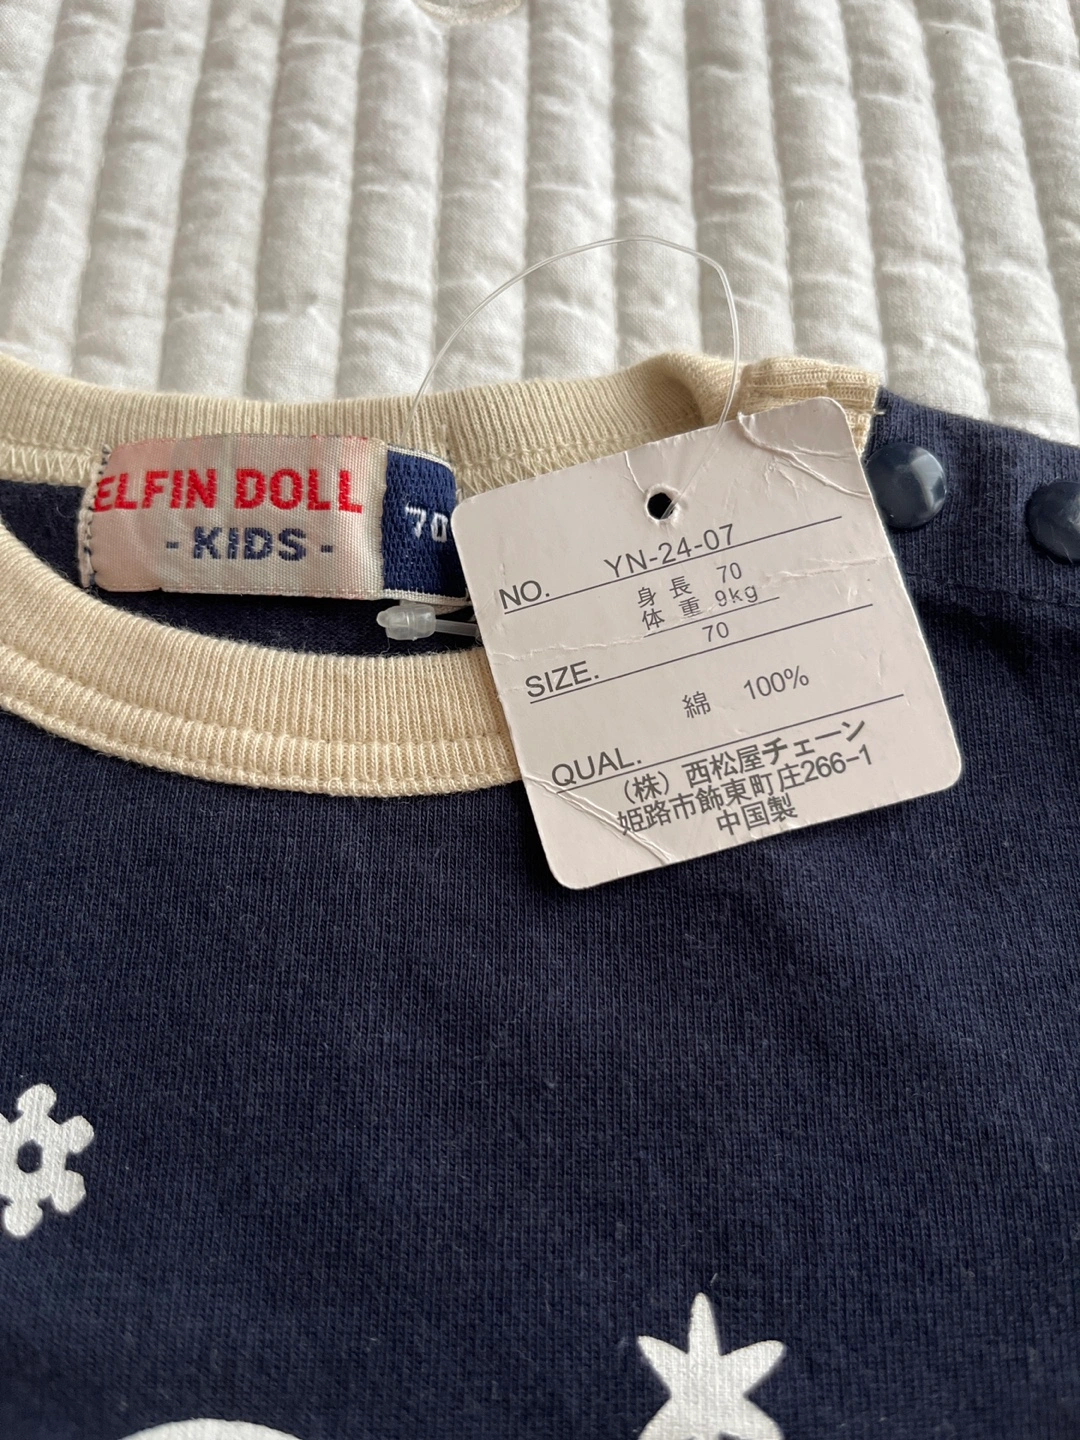 ELFIN DOLL
- KIDS -
70
NO. YN-24-07
身長 70
体重 9kg
SIZE. 70
綿 100%
QUAL.
（株）西松屋チェーン
姫路市飾東町庄266-1
中国製